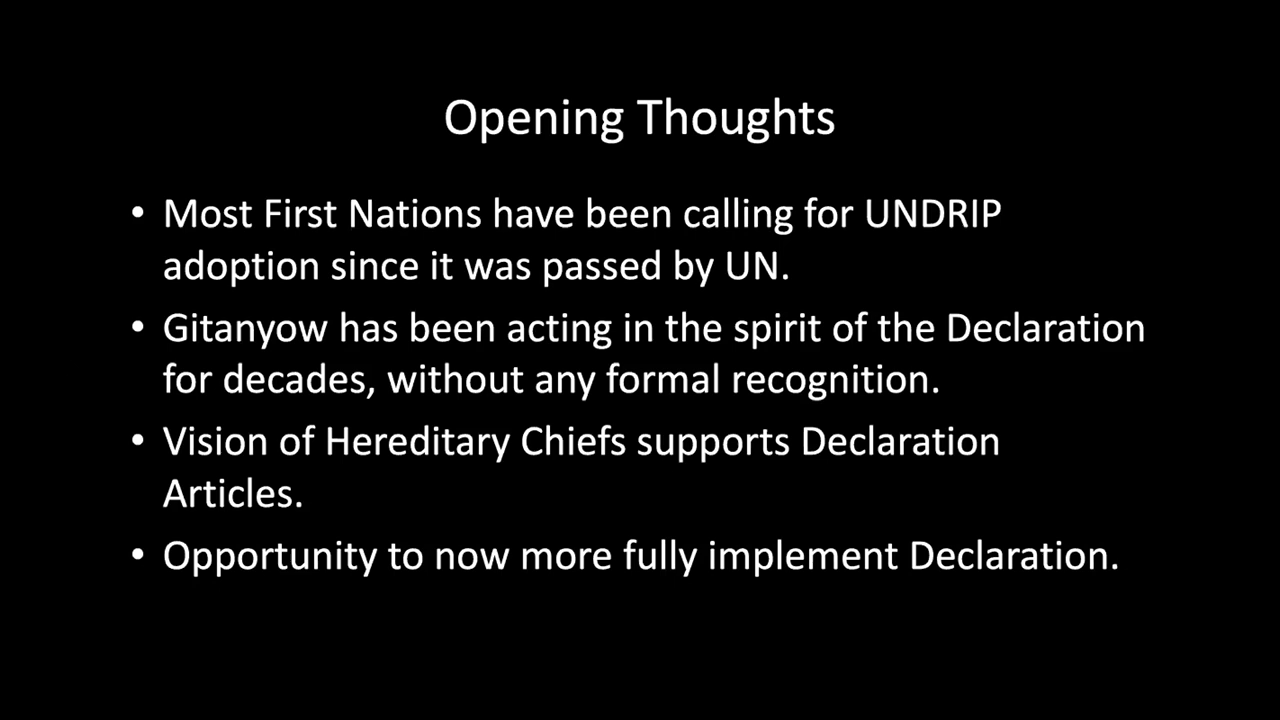 Opening Thoughts
• Most First Nations have been calling for UNDRIP
adoption since it was passed by UN.
• Gitanyow has been acting in the spirit of the Declaration
for decades, without any formal recognition.
• Vision of Hereditary Chiefs supports Declaration
Articles.
• Opportunity to now more fully implement Declaration.